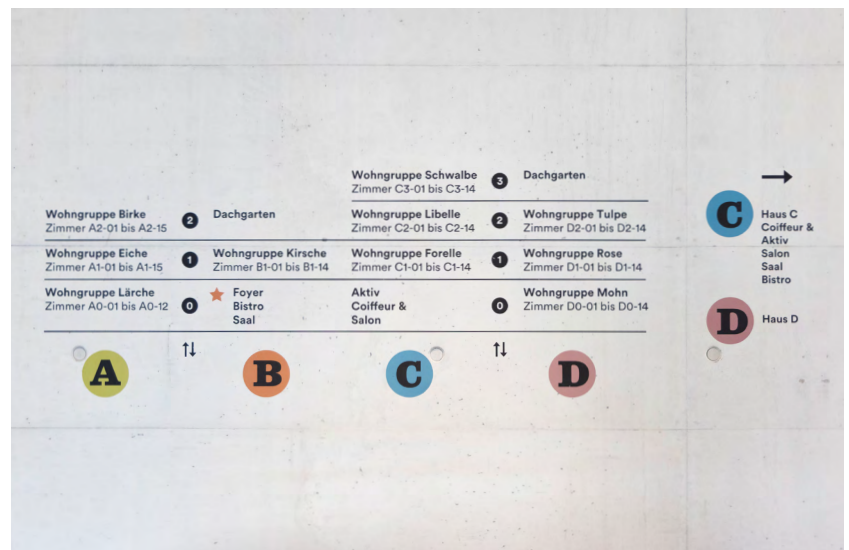 Wohngruppe Schwalbe
Zimmer C3-01 bis C3-14
3
Dachgarten
Wohngruppe Birke
Zimmer A2-01 bis A2-15
2
Dachgarten
Wohngruppe Libelle
Zimmer C2-01 bis C2-14
2
Wohngruppe Tulpe
Zimmer D2-01 bis D2-14
Wohngruppe Eiche
Zimmer A1-01 bis A1-15
1
Wohngruppe Kirsche
Zimmer B1-01 bis B1-14
Wohngruppe Forelle
Zimmer C1-01 bis C1-14
1
Wohngruppe Rose
Zimmer D1-01 bis D1-14
Wohngruppe Lärche
Zimmer A0-01 bis A0-12
0
Foyer
Bistro
Saal
Aktiv
Coiffeur &
Salon
0
Wohngruppe Mohn
Zimmer D0-01 bis D0-14
A
B
C
D
C
Haus C
Coiffeur &
Aktiv
Salon
Saal
Bistro
D
Haus D